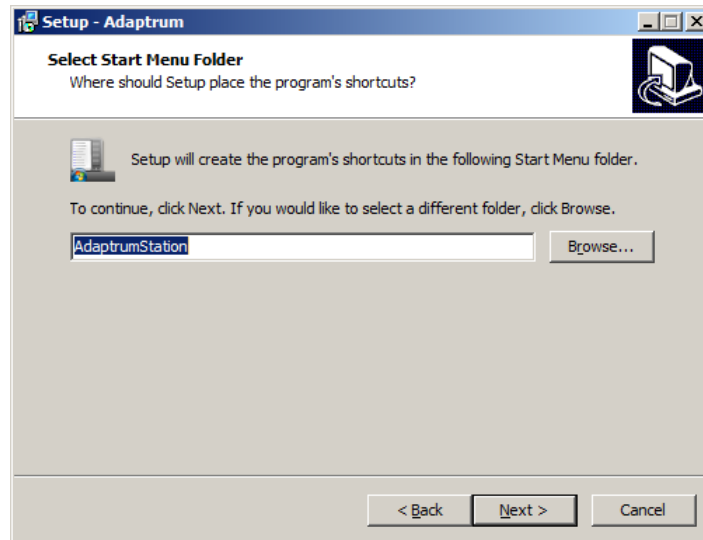 Setup - Adaptrum
Select Start Menu Folder
Where should Setup place the program's shortcuts?
Setup will create the program's shortcuts in the following Start Menu folder.
To continue, click Next. If you would like to select a different folder, click Browse.
AdaptrumStation
Browse...
< Back
Next >
Cancel